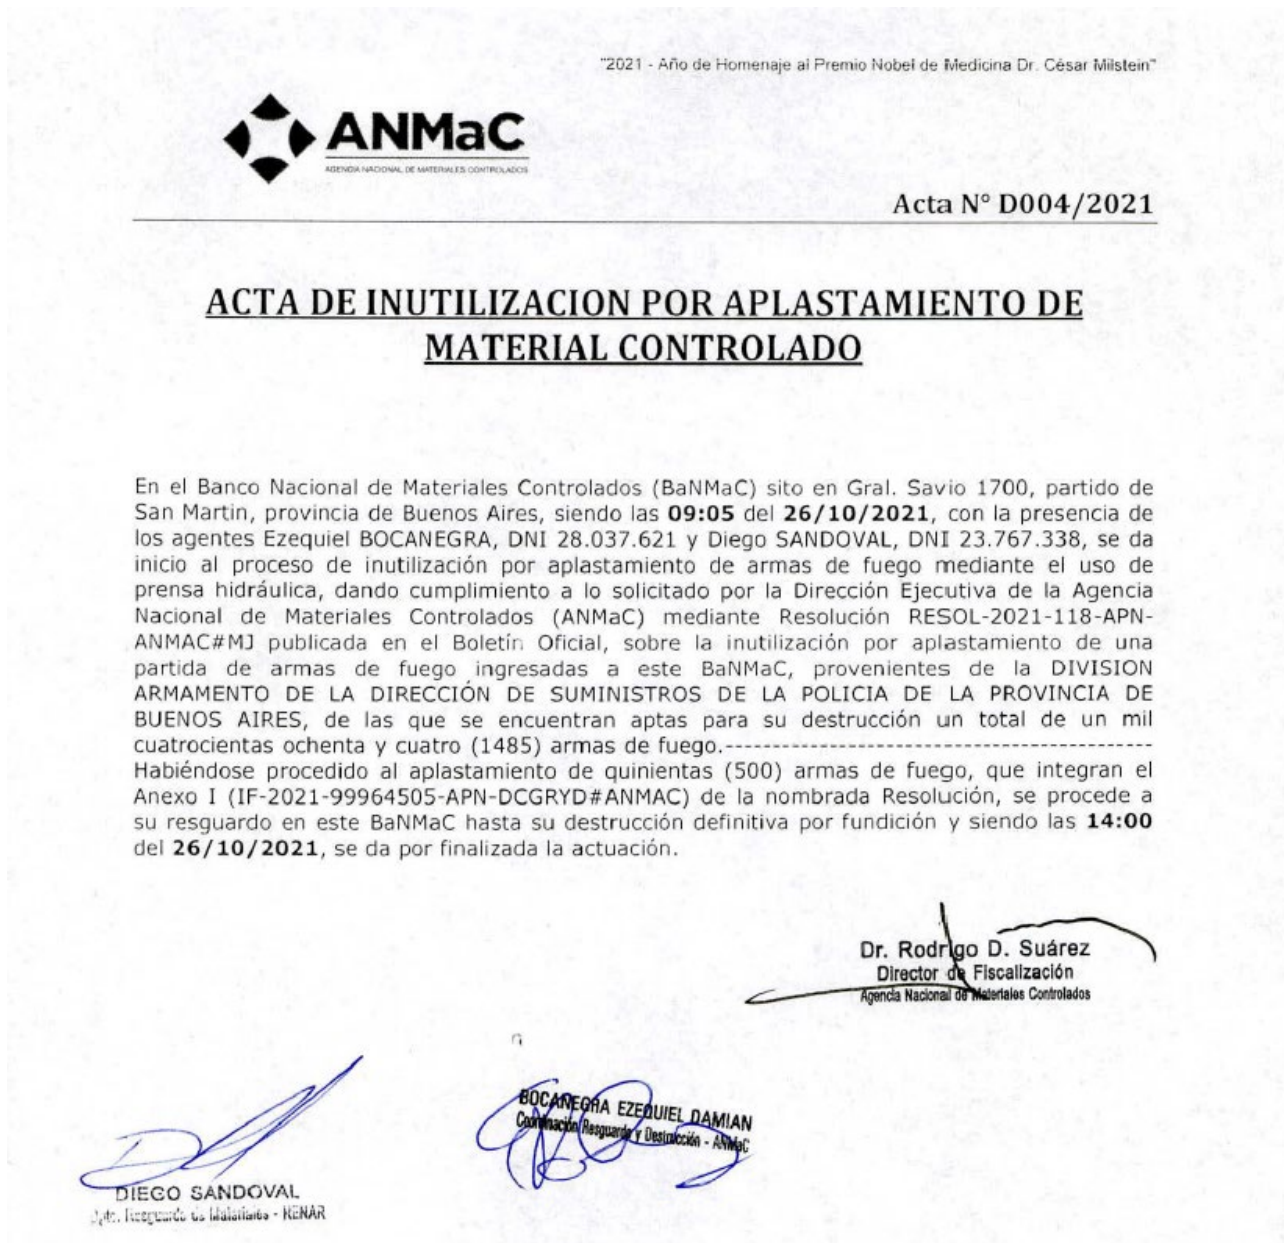 "2021 - Año de Homenaje al Premio Nobel de Medicina Dr. César Milstein"
ANMaC
AGENCIA NACIONAL DE MATERIALES CONTROLADOS
Acta N° D004/2021
ACTA DE INUTILIZACION POR APLASTAMIENTO DE
MATERIAL CONTROLADO
En el Banco Nacional de Materiales Controlados (BaNMaC) sito en Gral. Savio 1700, partido de
San Martin, provincia de Buenos Aires, siendo las 09:05 del 26/10/2021, con la presencia de
los agentes Ezequiel BOCANEGRA, DNI 28.037.621 y Diego SANDOVAL, DNI 23.767.338, se da
inicio al proceso de inutilización por aplastamiento de armas de fuego mediante el uso de
prensa hidráulica, dando cumplimiento a lo solicitado por la Dirección Ejecutiva de la Agencia
Nacional de Materiales Controlados (ANMaC) mediante Resolución RESOL-2021-118-APN-
ANMAC#MJ publicada en el Boletín Oficial, sobre la inutilización por aplastamiento de una
partida de armas de fuego ingresadas a este BaNMaC, provenientes de la DIVISION
ARMAMENTO DE LA DIRECCIÓN DE SUMINISTROS DE LA POLICIA DE LA PROVINCIA DE
BUENOS AIRES, de las que se encuentran aptas para su destrucción un total de un mil
cuatrocientas ochenta y cuatro (1485) armas de fuego.-------------------------------------------
Habiéndose procedido al aplastamiento de quinientas (500) armas de fuego, que integran el
Anexo I (IF-2021-99964505-APN-DCGRYD#ANMAC) de la nombrada Resolución, se procede a
su resguardo en este BaNMaC hasta su destrucción definitiva por fundición y siendo las 14:00
del 26/10/2021, se da por finalizada la actuación.
Dr. Rodrigo D. Suárez
Director de Fiscalización
Agencia Nacional de Materiales Controlados
BOCANEGRA EZEQUIEL DAMIAN
Coordinación Resguardo y Destrucción - ANMaC
DIEGO SANDOVAL
Dpto. Resguardo de Materiales - RENAR